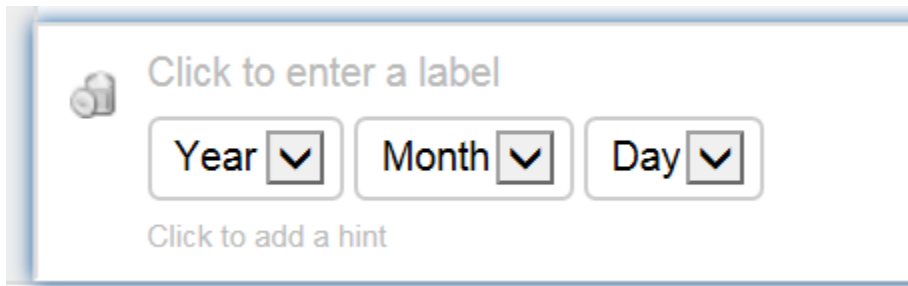 Click to enter a label
Year Month Day
Click to add a hint